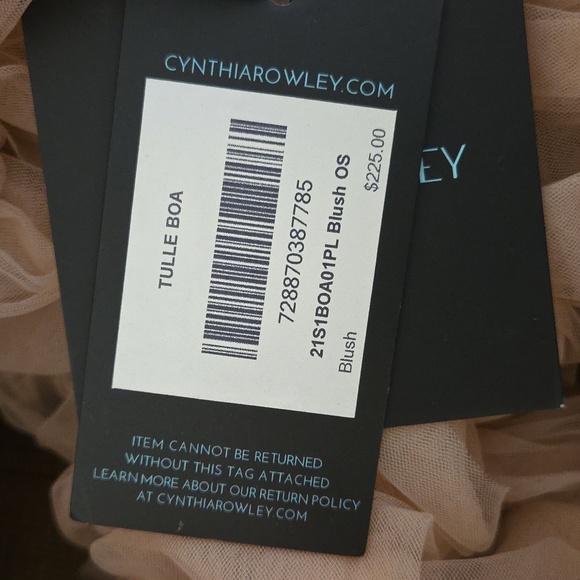 CYNTHIAROWLEY.COM
TULLE BOA
728870387785
21S1BOA01PL Blush OS
Blush
$225.00
ITEM CANNOT BE RETURNED
WITHOUT THIS TAG ATTACHED
LEARN MORE ABOUT OUR RETURN POLICY
AT CYNTHIAROWLEY.COM
LEY